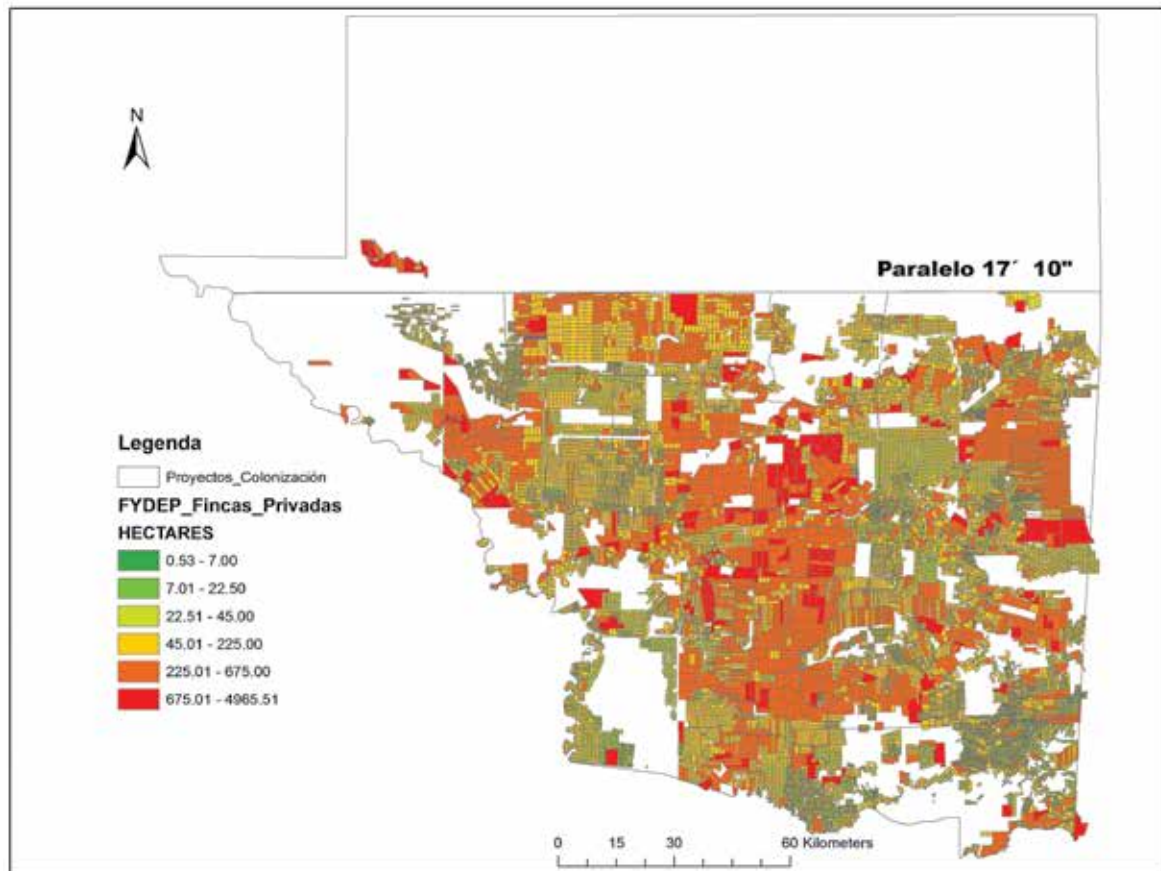 N
Paralelo 17´ 10"
Legenda
Proyectos_Colonización
FYDEP_Fincas_Privadas
HECTARES
0.53 - 7.00
7.01 - 22.50
22.51 - 45.00
45.01 - 225.00
225.01 - 675.00
675.01 - 4965.51
0 15 30 60 Kilometers